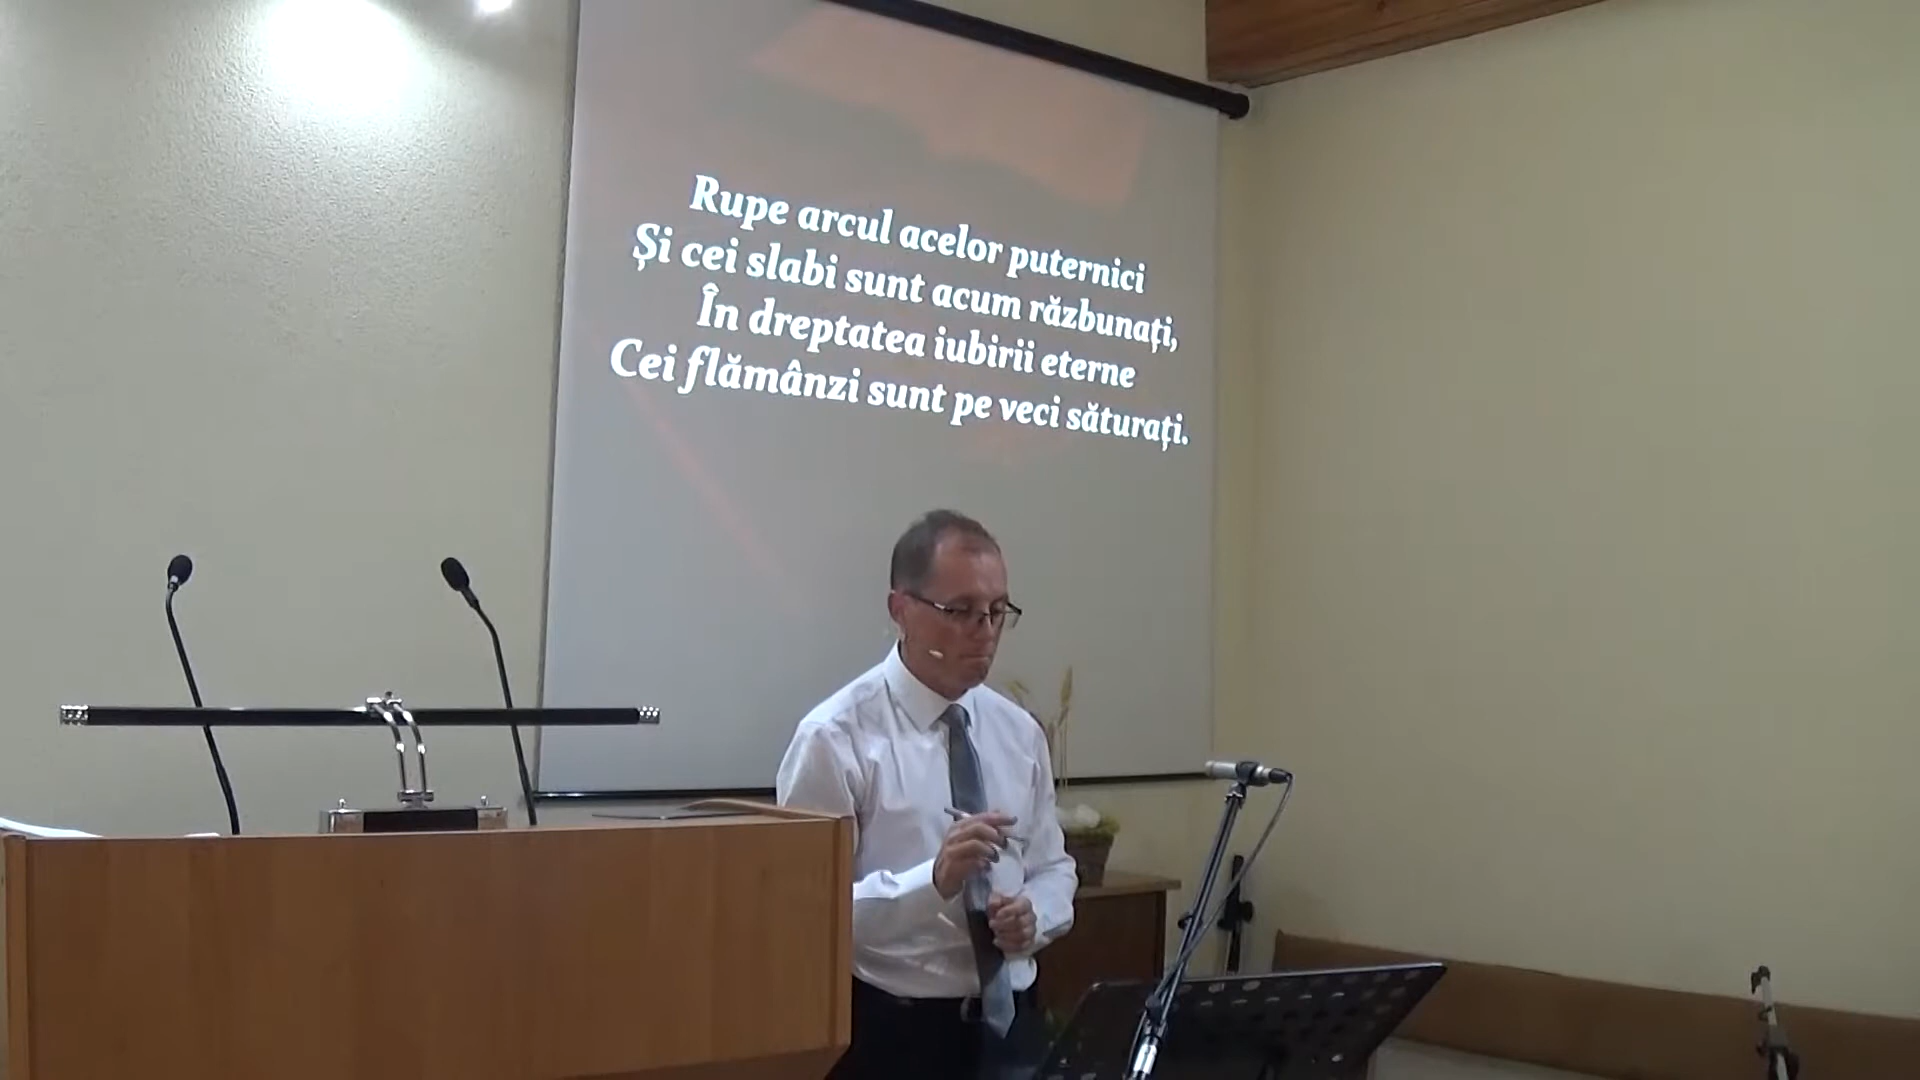 Rupe arcul acelor puternici
Și cei slabi sunt acum răzbunați,
În dreptatea iubirii eterne
Cei flămânzi sunt pe veci săturați.